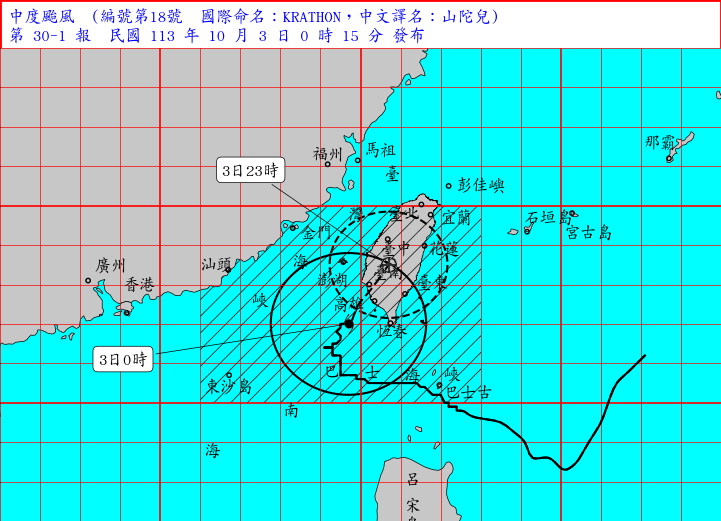 中度颱風 (編號第18號 國際命名：KRATHON，中文譯名：山陀兒)
第 30-1 報 民國 113 年 10 月 3 日 0 時 15 分 發布
那霸
福州
馬祖
3日23時
臺
彭佳嶼
灣
臺北
宜蘭
石垣島
宮古島
金門
海
臺中
花蓮
廣州
汕頭
澎湖
臺南
臺東
香港
峽
高雄
恆春
3日0時
東沙島
巴
士
海
峽
巴士古
南
海
呂
宋
島